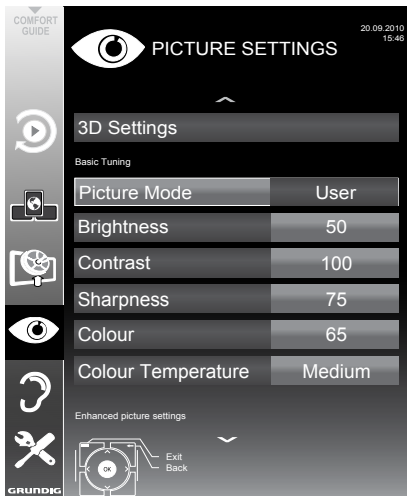 COMFORT
GUIDE
PICTURE SETTINGS
20.09.2010
15:46
3D Settings
Basic Tuning
Picture Mode User
Brightness 50
Contrast 100
Sharpness 75
Colour 65
Colour Temperature Medium
Enhanced picture settings
Exit
Back
OK
GRUNDIG